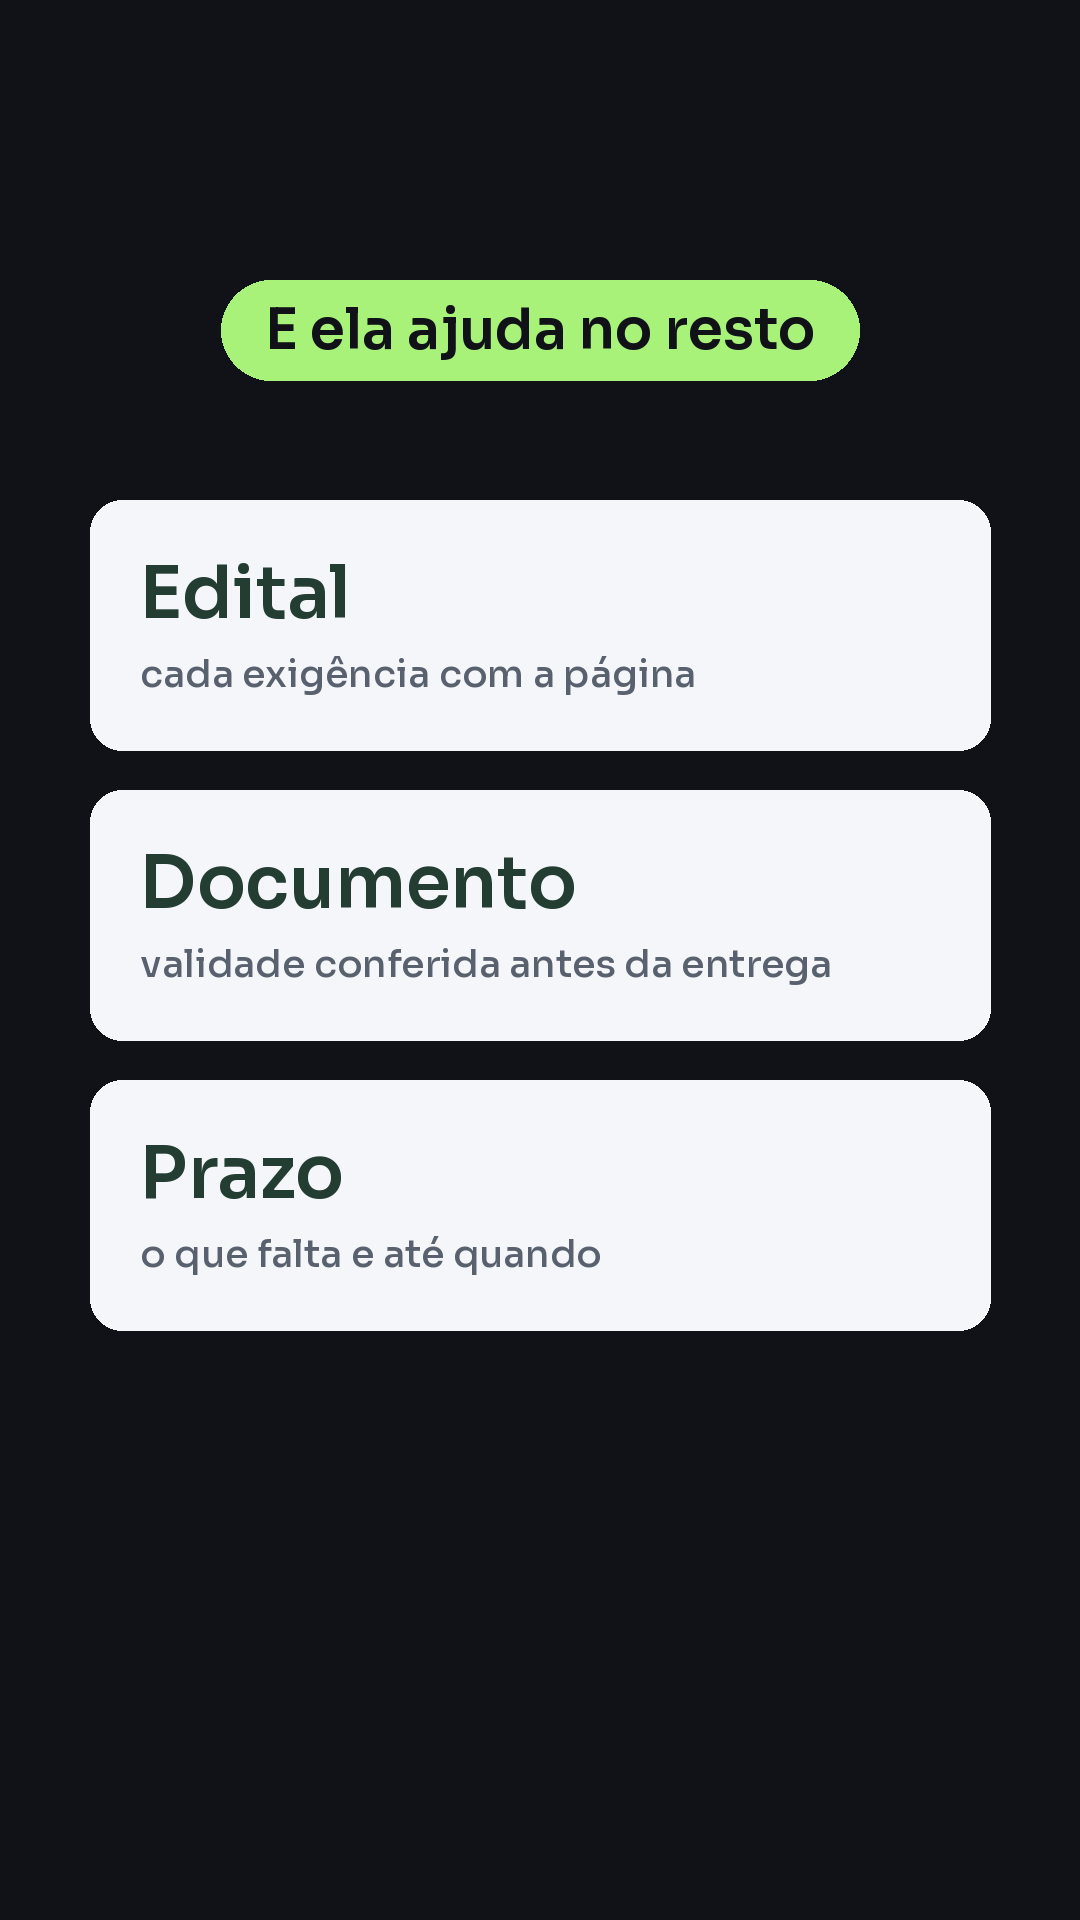 E ela ajuda no resto
Edital
cada exigência com a página
Documento
validade conferida antes da entrega
Prazo
o que falta e até quando